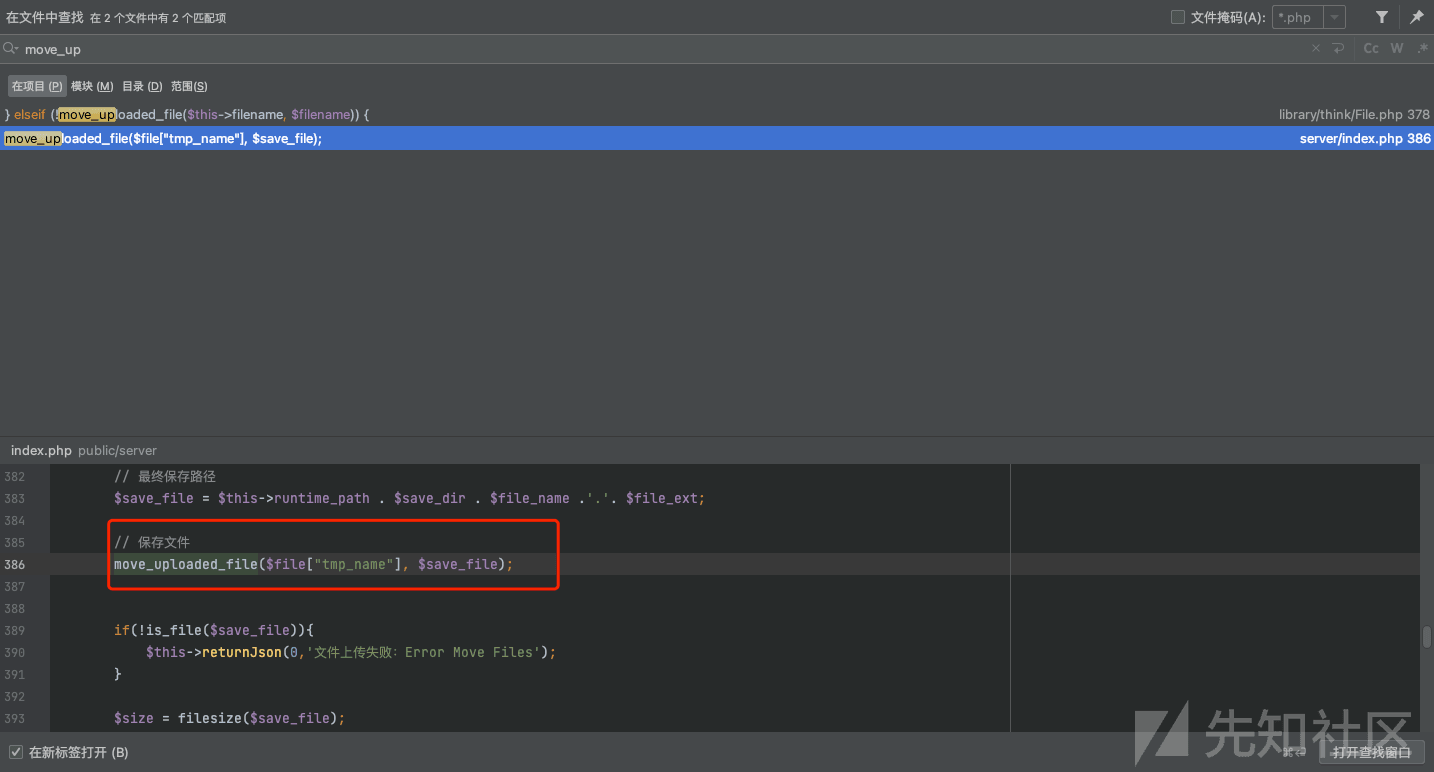 在文件中查找 在 2 个文件中有 2 个匹配项 文件掩码(A): *.php
move_up × Cc W .*
在项目 (P) 模块 (M) 目录 (D) 范围(S)
} elseif (!move_uploaded_file($this->filename, $filename)) { library/think/File.php 378
move_uploaded_file($file["tmp_name"], $save_file); server/index.php 386
index.php public/server
382 // 最终保存路径
383 $save_file = $this->runtime_path . $save_dir . $file_name .'.'. $file_ext;
384
385 // 保存文件
386 move_uploaded_file($file["tmp_name"], $save_file);
387
388
389 if(!is_file($save_file)){
390 $this->returnJson(0,'文件上传失败：Error Move Files');
391 }
392
393 $size = filesize($save_file);
先知社区
在新标签打开 (B) 打开查找窗口